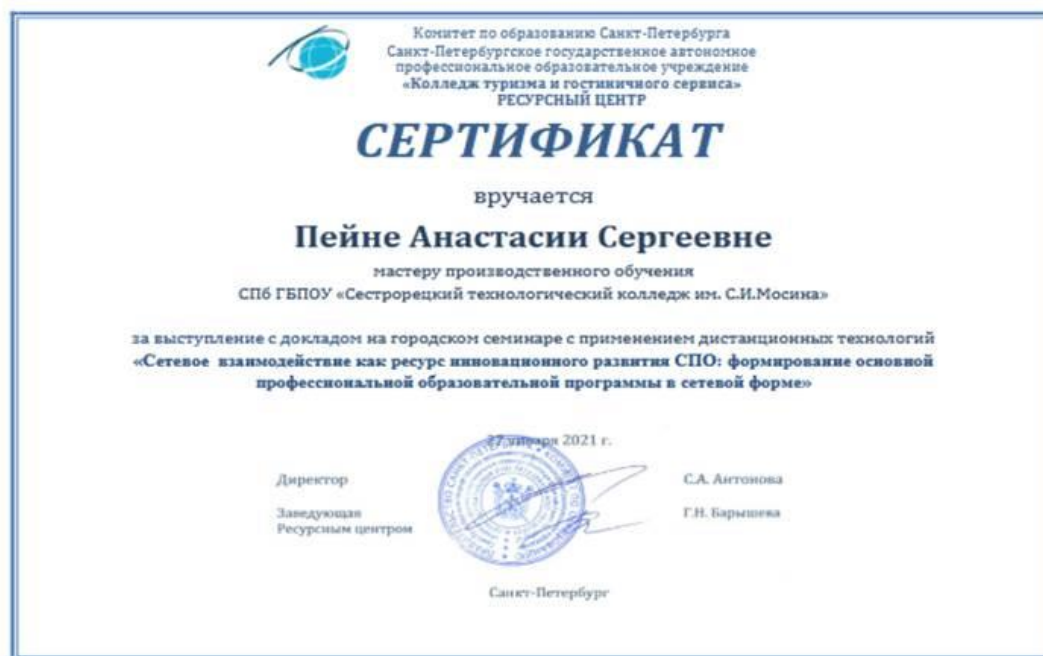 Комитет по образованию Санкт-Петербурга
Санкт-Петербургское государственное автономное
профессиональное образовательное учреждение
«Колледж туризма и гостиничного сервиса»
РЕСУРСНЫЙ ЦЕНТР
СЕРТИФИКАТ
вручается
Пейне Анастасии Сергеевне
мастеру производственного обучения
СПб ГБПОУ «Сестрорецкий технологический колледж им. С.И.Мосина»
за выступление с докладом на городском семинаре с применением дистанционных технологий
«Сетевое взаимодействие как ресурс инновационного развития СПО: формирование основной
профессиональной образовательной программы в сетевой форме»
27 января 2021 г.
Директор
С.А. Антонова
Заведующая
Ресурсным центром
Г.Н. Барышева
Санкт-Петербург